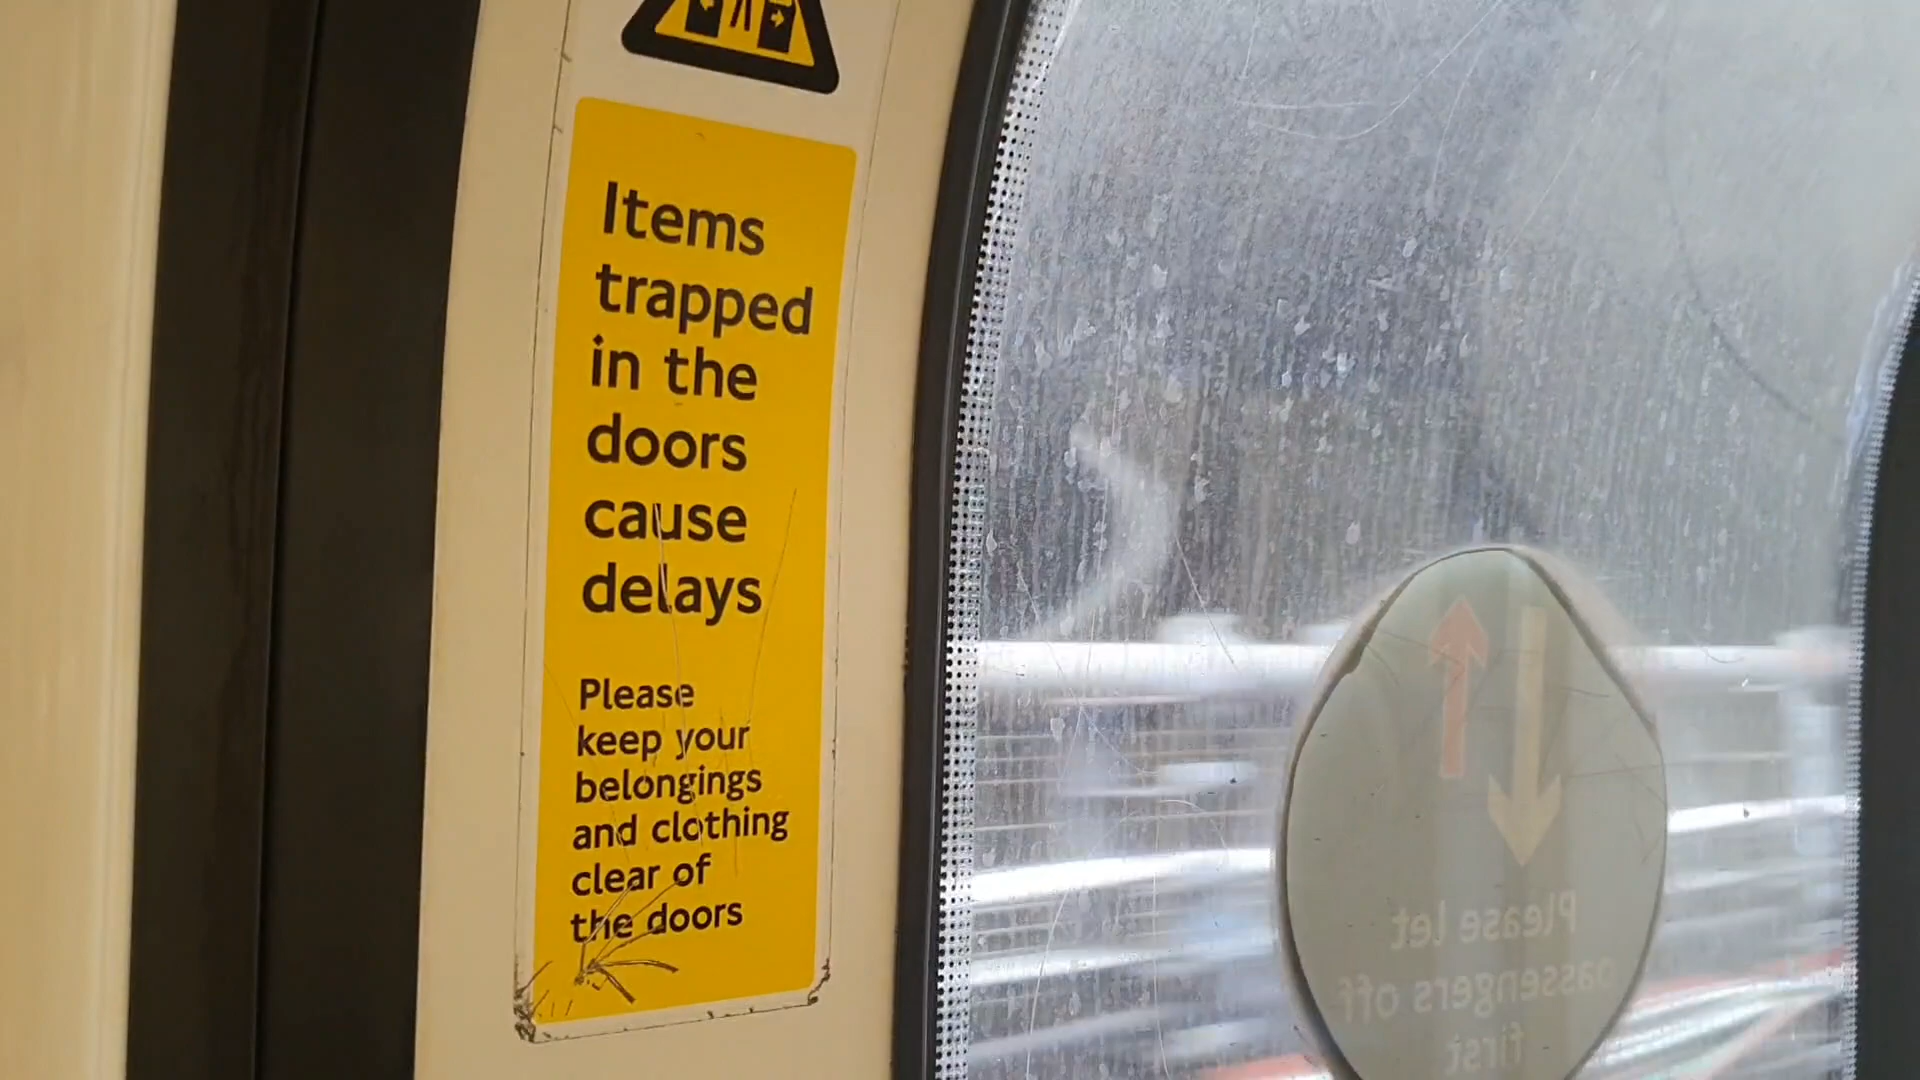 Items
trapped
in the
doors
cause
delays
Please
keep your
belongings
and clothing
clear of
the doors
Please let
passengers off
first